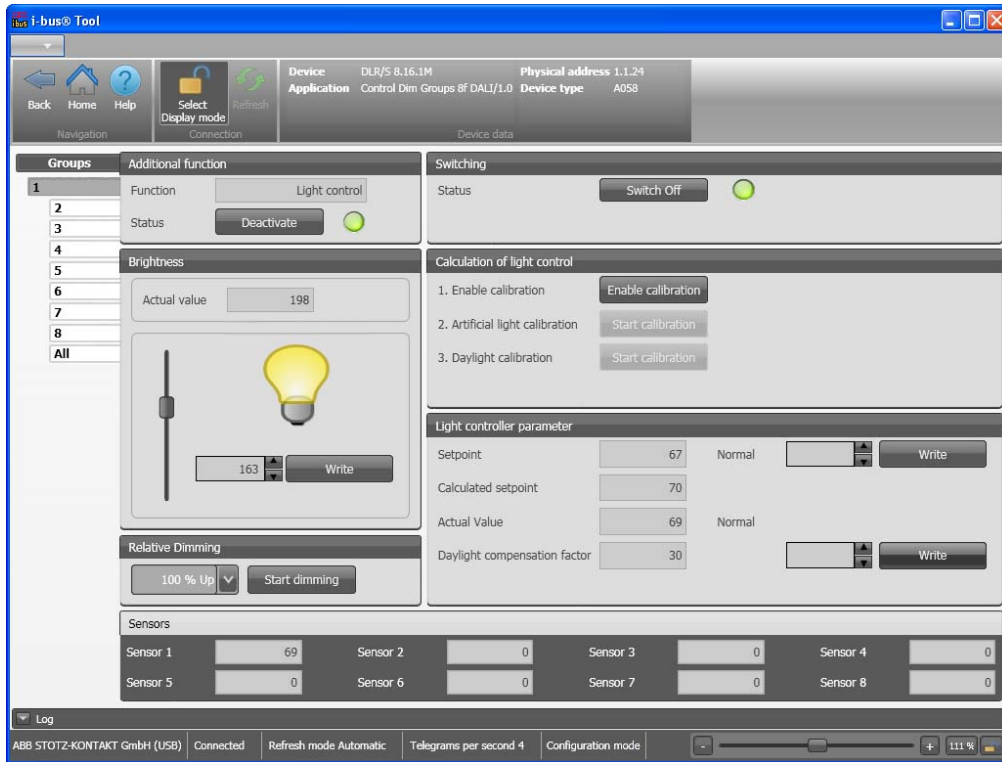 i-bus® Tool
Back Home Help
Navigation
Select Display mode
Refresh
Connection
Device DLR/S 8.16.1M Physical address 1.1.24
Application Control Dim Groups 8f DALI/1.0 Device type A058
Device data
Groups
1
2
3
4
5
6
7
8
All
Additional function
Function Light control
Status Deactivate
Switching
Status Switch Off
Brightness
Actual value 198
163 Write
Calculation of light control
1. Enable calibration Enable calibration
2. Artificial light calibration Start calibration
3. Daylight calibration Start calibration
Light controller parameter
Setpoint 67 Normal Write
Calculated setpoint 70
Actual Value 69 Normal
Daylight compensation factor 30 Write
Relative Dimming
100 % Up Start dimming
Sensors
Sensor 1 69 Sensor 2 0 Sensor 3 0 Sensor 4 0
Sensor 5 0 Sensor 6 0 Sensor 7 0 Sensor 8 0
Log
ABB STOTZ-KONTAKT GmbH (USB) Connected Refresh mode Automatic Telegrams per second 4 Configuration mode - + 111 %